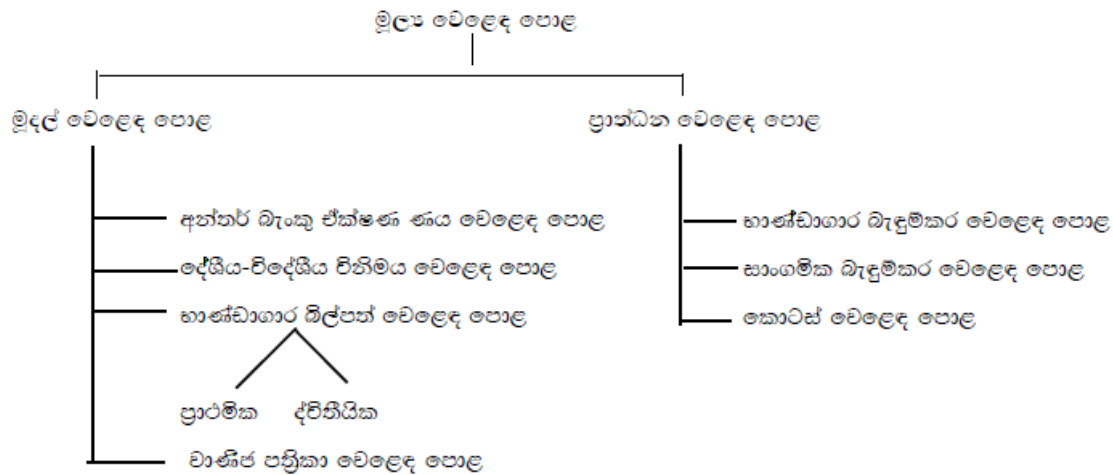 මූල්‍ය වෙළෙඳ පොළ
මුදල් වෙළෙඳ පොළ
ප්‍රාත්ධන වෙළෙඳ පොළ
අන්තර් බැංකු ඒක්ෂණ ණය වෙළෙඳ පොළ
දේශීය-විදේශීය විනිමය වෙළෙඳ පොළ
භාණ්ඩාගාර බිල්පත් වෙළෙඳ පොළ
ප්‍රාථමික ද්විතීයික
වාණිජ පත්‍රිකා වෙළෙඳ පොළ
භාණ්ඩාගාර බැඳුම්කර වෙළෙඳ පොළ
සාංගමික බැඳුම්කර වෙළෙඳ පොළ
කොටස් වෙළෙඳ පොළ